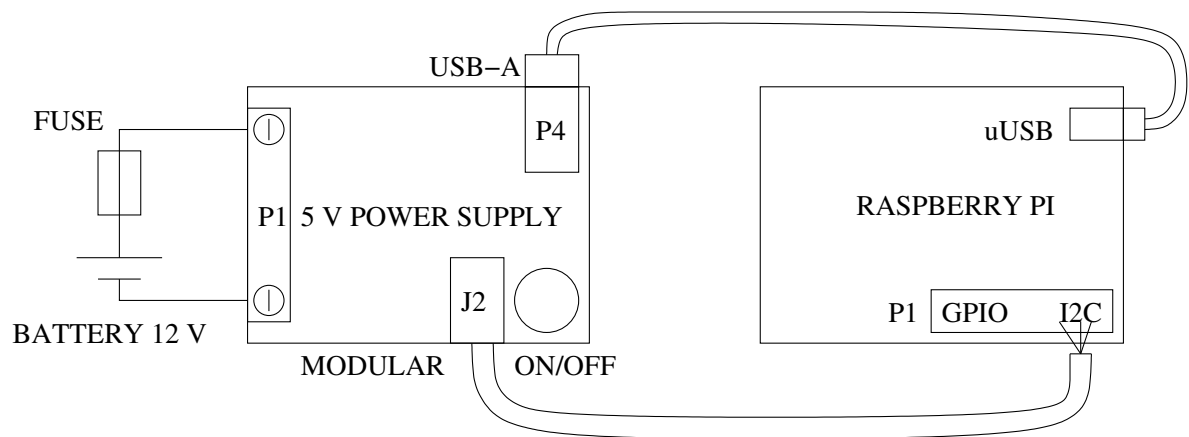 USB−A
FUSE
P4
uUSB
P1 5 V POWER SUPPLY
RASPBERRY PI
J2
P1 GPIO I2C
BATTERY 12 V
MODULAR ON/OFF